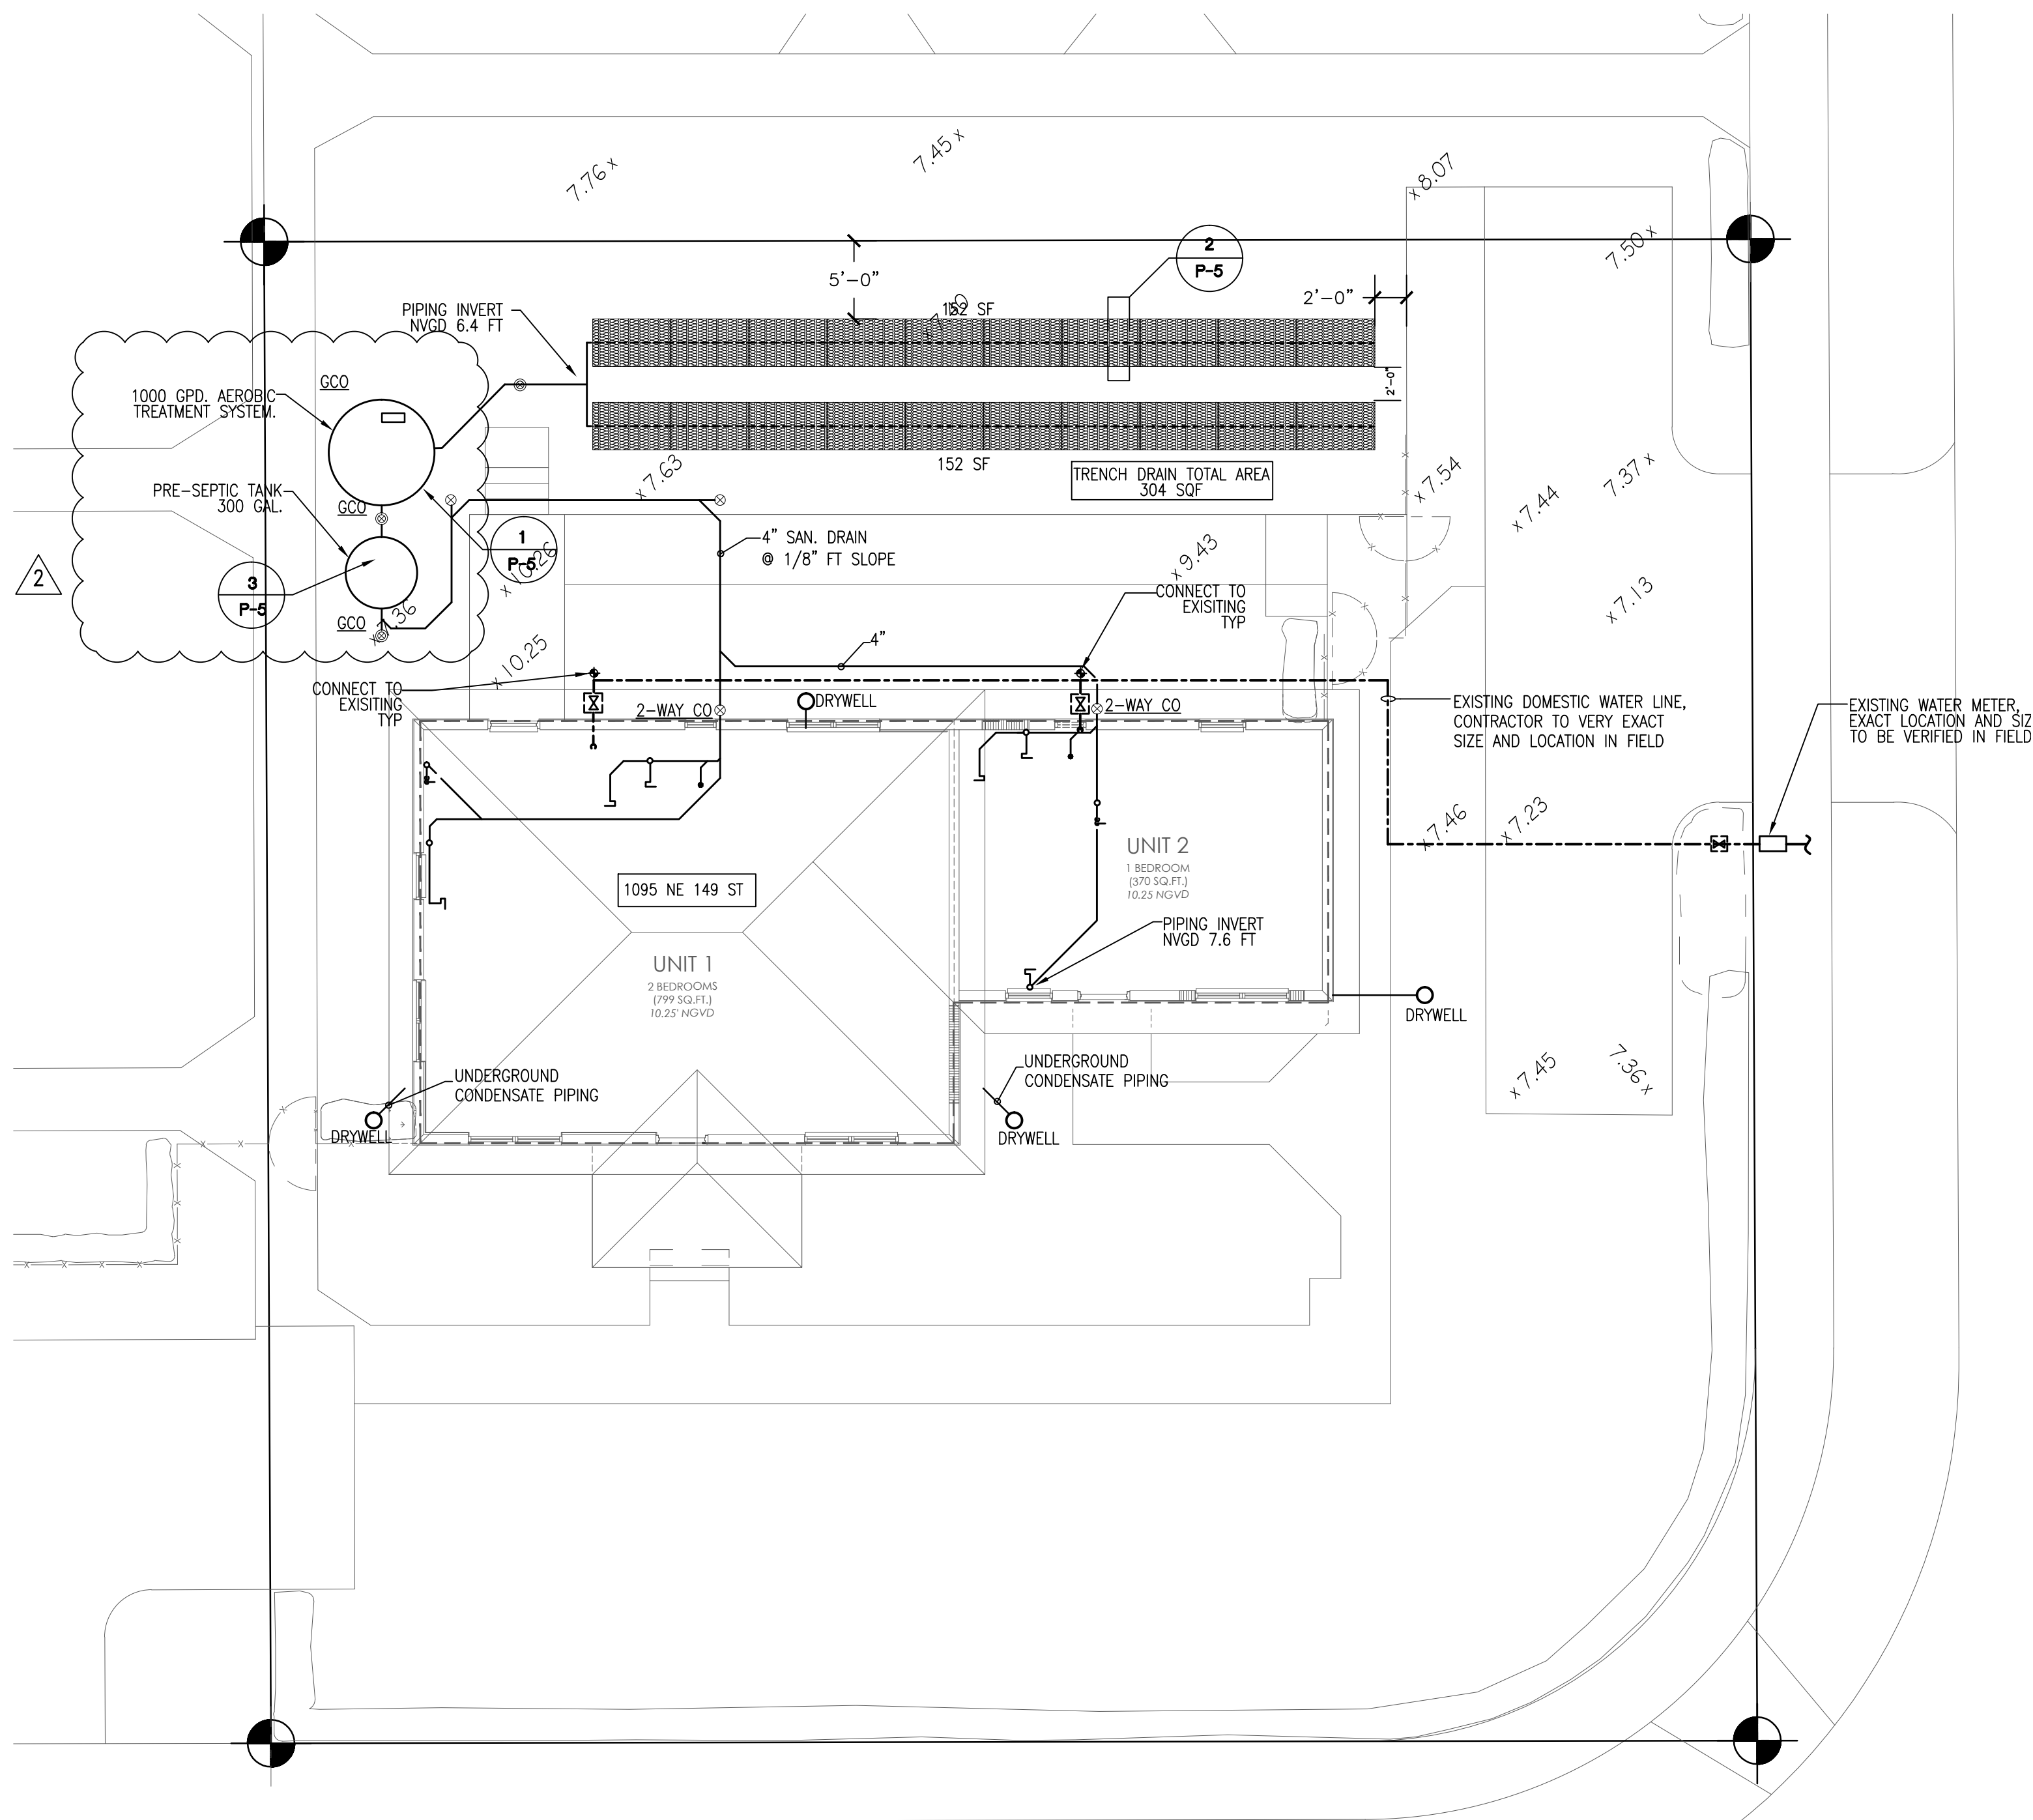 7.76 x
7.45 x
x 8.07
7.50 x
2
P-5
5'-0"
2'-0"
152 SF
PIPING INVERT
NVGD 6.4 FT
2'-0"
GCO
1000 GPD. AEROBIC
TREATMENT SYSTEM.
152 SF
x 7.63
TRENCH DRAIN TOTAL AREA
304 SQF
x 7.54
7.37 x
x 7.44
PRE-SEPTIC TANK
300 GAL.
GCO
1
P-5
x 10.26
4" SAN. DRAIN
@ 1/8" FT SLOPE
x 9.43
2
3
P-5
GCO
CONNECT TO
EXISITING
TYP
x 7.13
4"
x 10.25
CONNECT TO
EXISITING
TYP
2-WAY CO
DRYWELL
2-WAY CO
EXISTING DOMESTIC WATER LINE,
CONTRACTOR TO VERY EXACT
SIZE AND LOCATION IN FIELD
EXISTING WATER METER,
EXACT LOCATION AND SIZ
TO BE VERIFIED IN FIELD
x 7.46
x 7.23
UNIT 2
1 BEDROOM
(370 SQ.FT.)
10.25 NGVD
1095 NE 149 ST
PIPING INVERT
NVGD 7.6 FT
UNIT 1
2 BEDROOMS
(799 SQ.FT.)
10.25' NGVD
DRYWELL
UNDERGROUND
CONDENSATE PIPING
UNDERGROUND
CONDENSATE PIPING
x 7.45
7.36 x
DRYWELL
DRYWELL